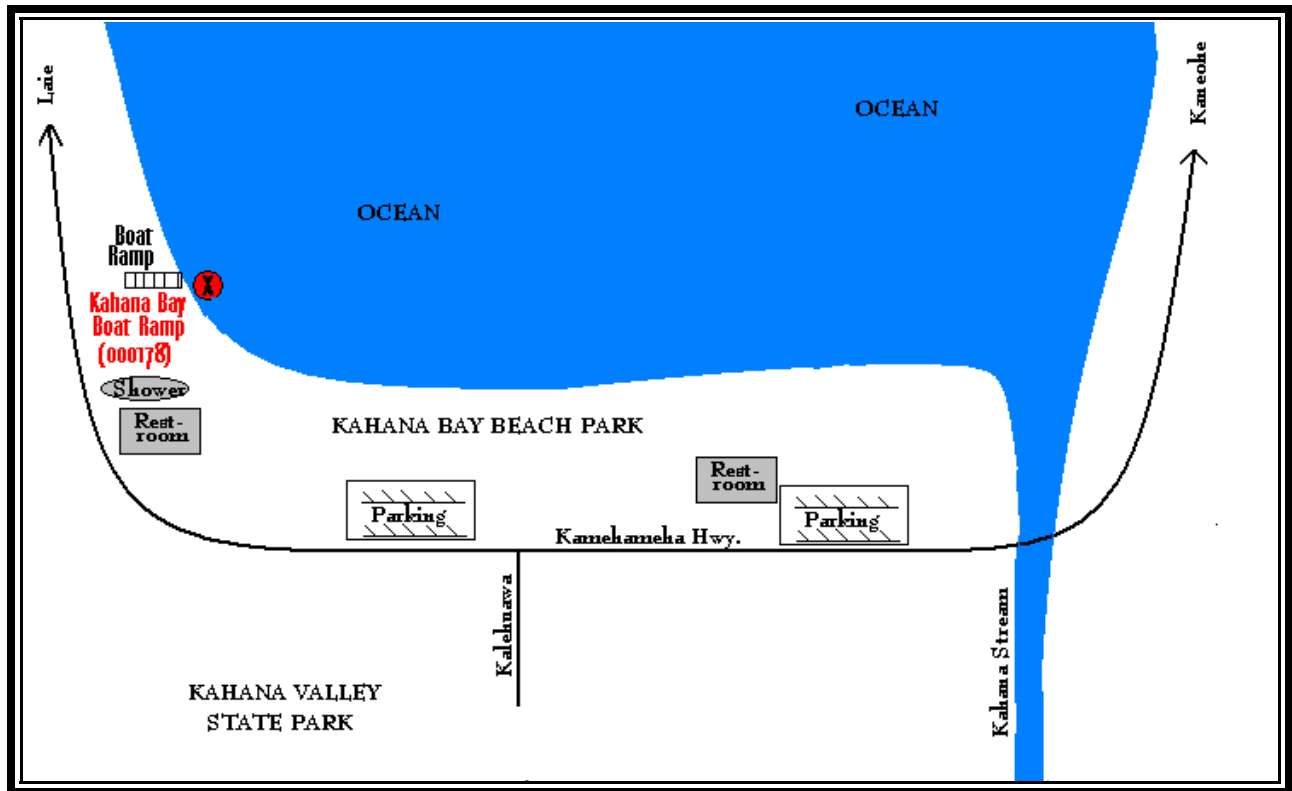 Laie
Kaneohe
OCEAN
OCEAN
Boat
Ramp
X
Kahana Bay
Boat Ramp
(000178)
Shower
Rest-
room
KAHANA BAY BEACH PARK
Rest-
room
Parking
Parking
Kamehameha Hwy.
Kalehuawa
Kahana Stream
KAHANA VALLEY
STATE PARK